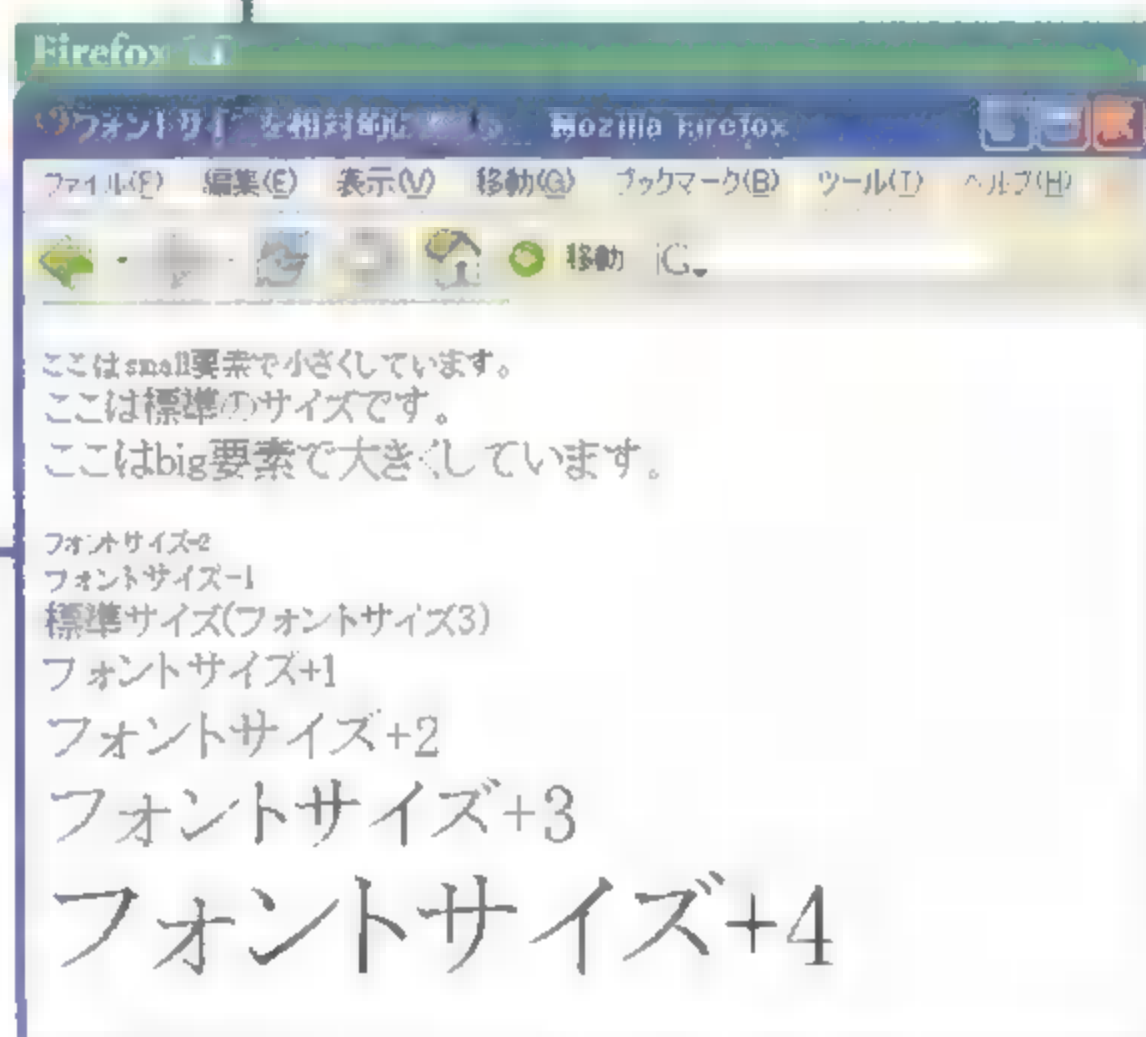 Firefox
フォントサイズを相対的に Mozilla Firefox
ファイル(F) 編集(E) 表示(V) 移動(G) ブックマーク(B) ツール(T) ヘルプ(H)
移動 G
ここはsmall要素で小さくしています。
ここは標準のサイズです。
ここはbig要素で大きくしています。
フォントサイズ-2
フォントサイズ-1
標準サイズ(フォントサイズ3)
フォントサイズ+1
フォントサイズ+2
フォントサイズ+3
フォントサイズ+4